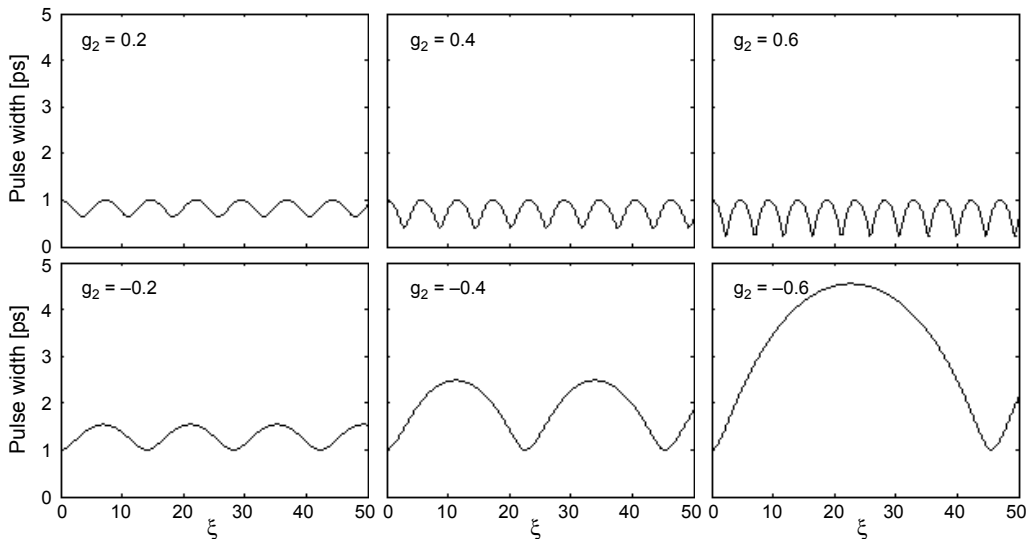 5
4
3
2
1
0
Pulse width [ps]
g2 = 0.2
g2 = 0.4
g2 = 0.6
5
4
3
2
1
0
Pulse width [ps]
g2 = –0.2
g2 = –0.4
g2 = –0.6
0 10 20 30 40 50
0 10 20 30 40 50
0 10 20 30 40 50
ξ
ξ
ξ